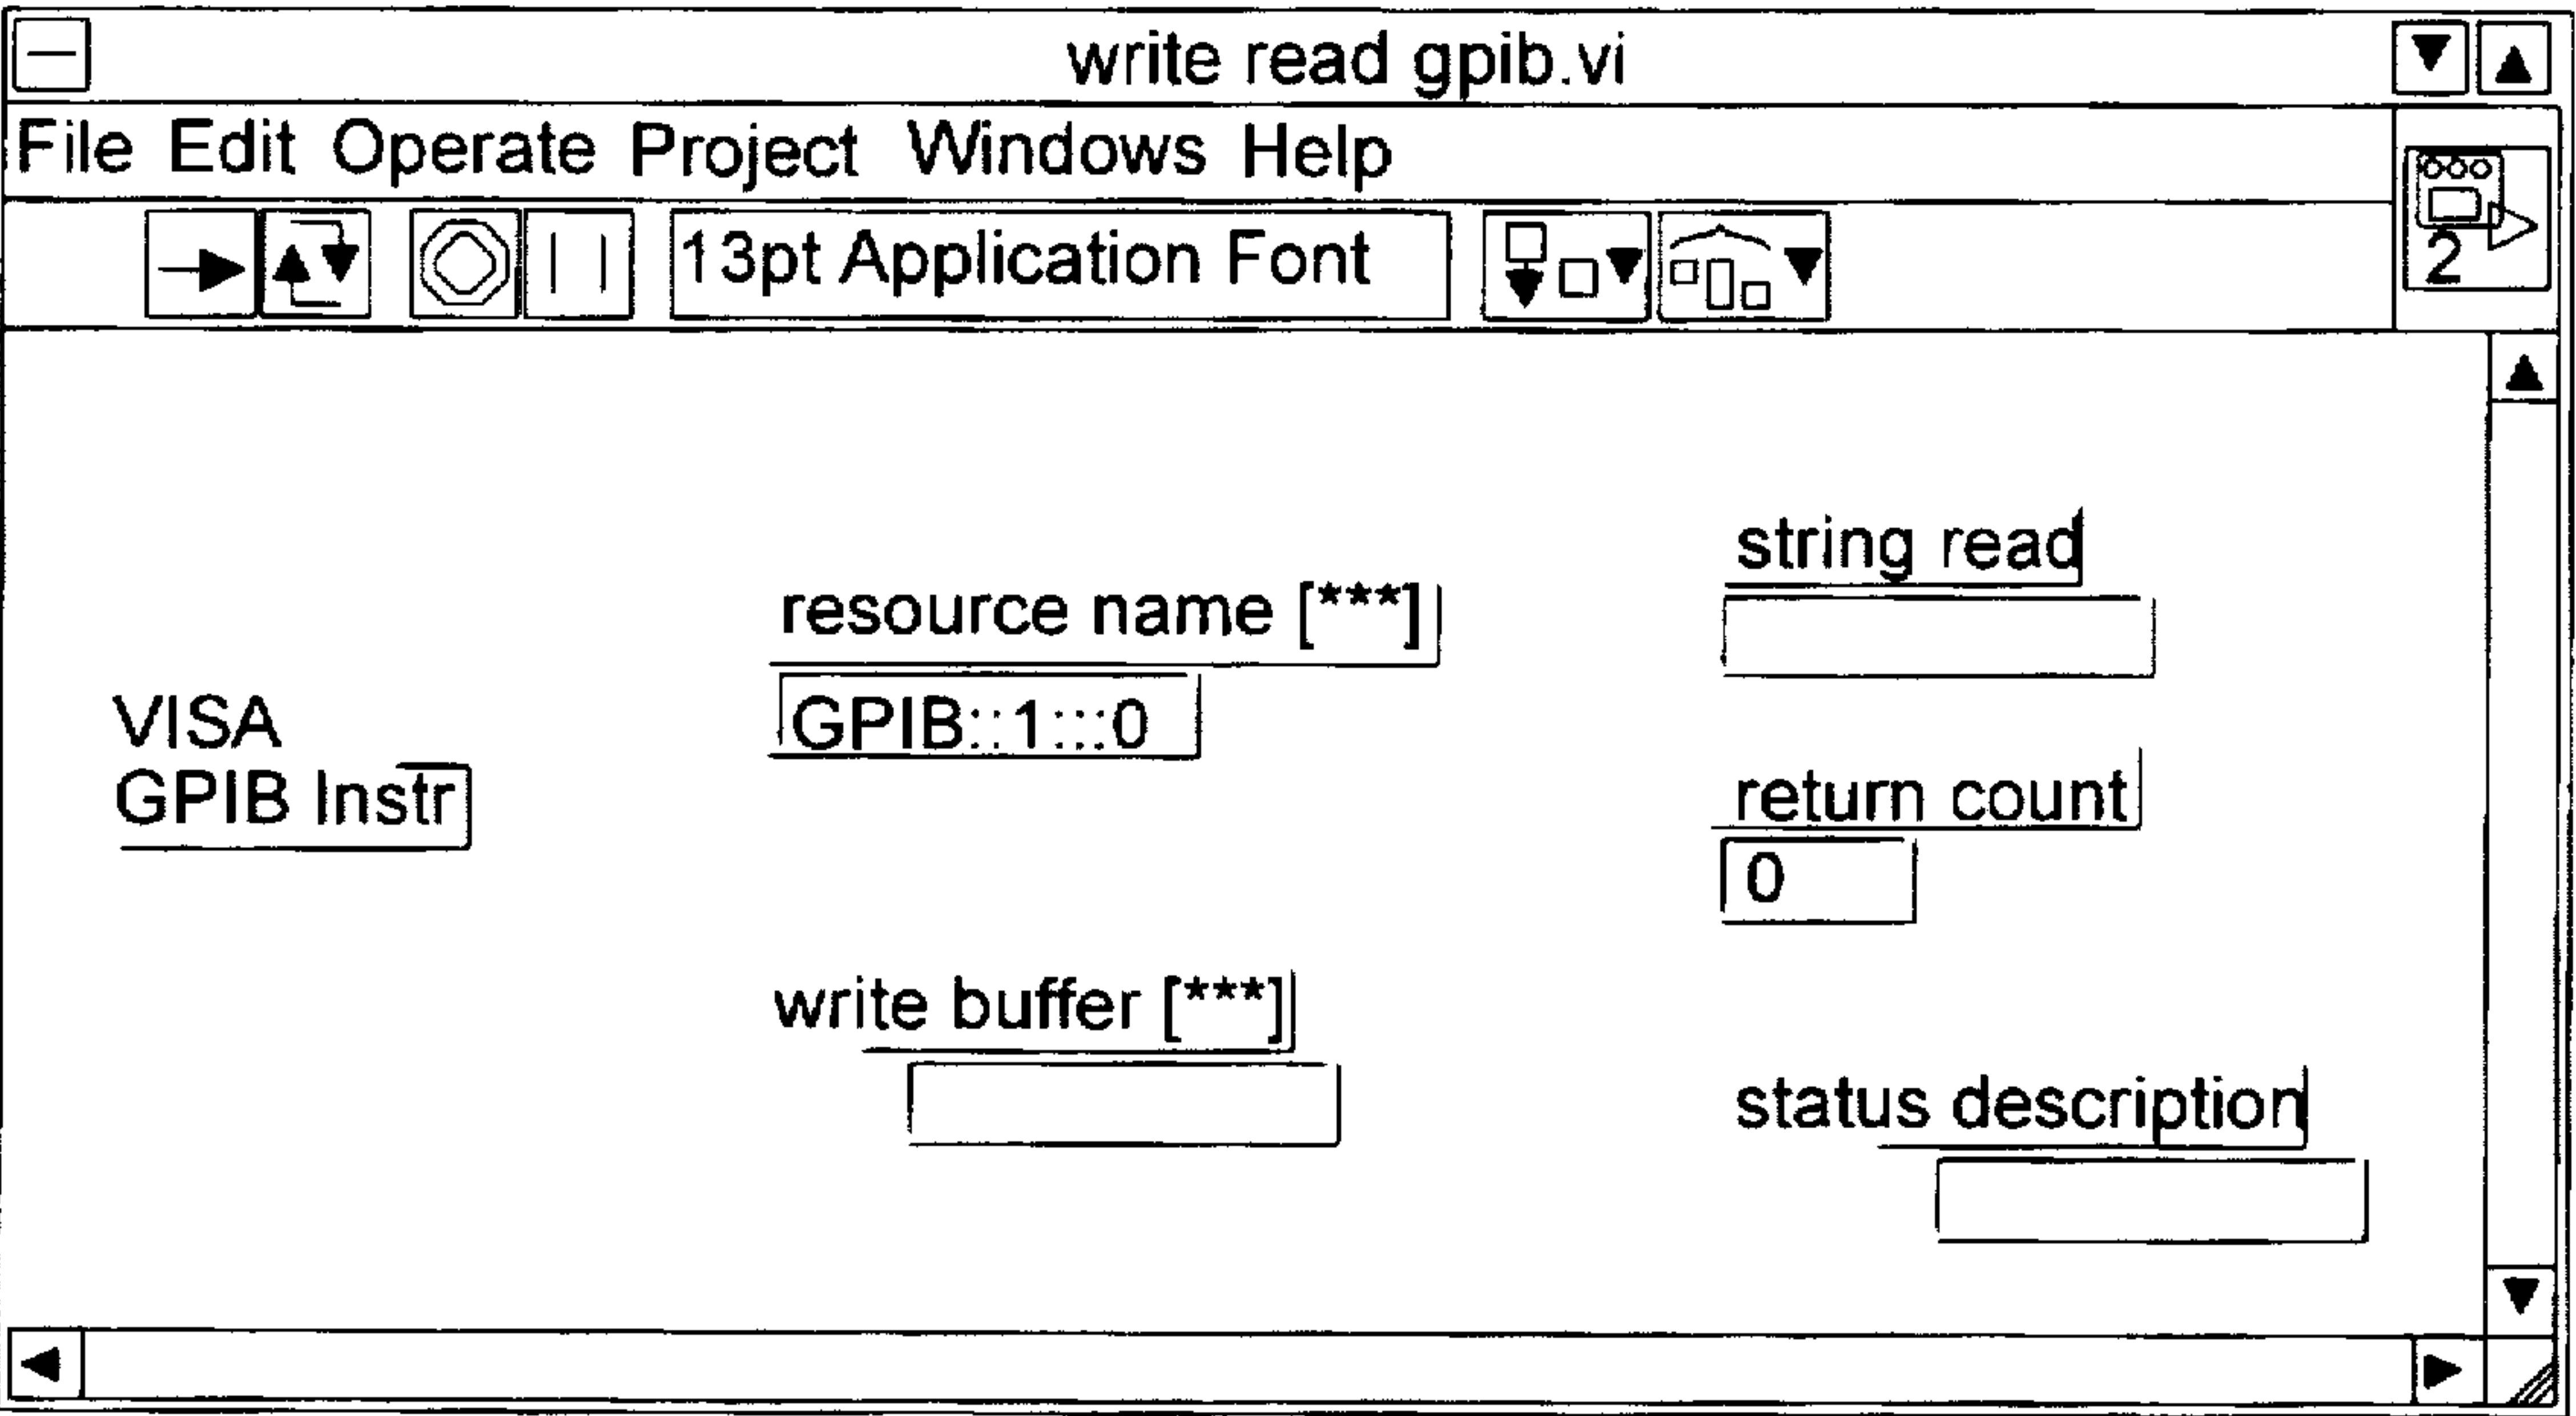 write read gpib.vi
File Edit Operate Project Windows Help
13pt Application Font
2
string read
resource name [***]
GPIB::1:::0
VISA
GPIB Instr
return count
0
write buffer [***]
status description